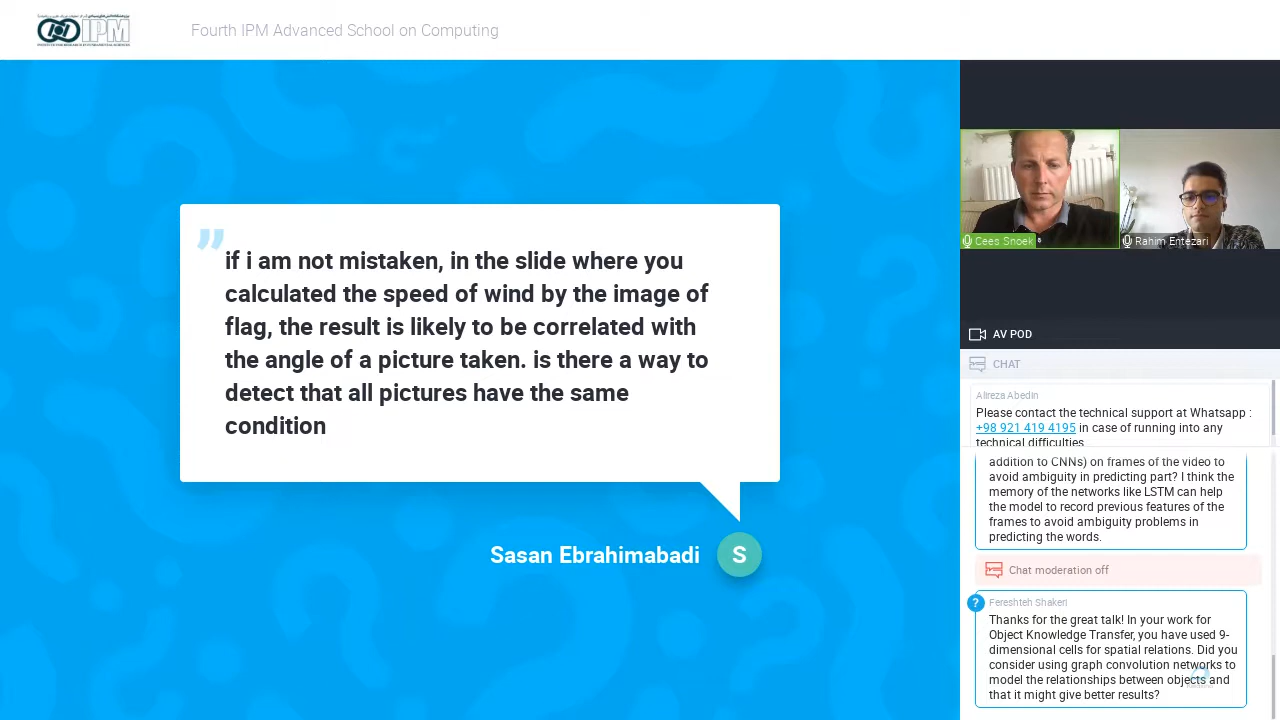 IPM
Fourth IPM Advanced School on Computing
”
if i am not mistaken, in the slide where you
calculated the speed of wind by the image of
flag, the result is likely to be correlated with
the angle of a picture taken. is there a way to
detect that all pictures have the same
condition
Sasan Ebrahimabadi
S
Cees Snoek
Rahim Entezari
AV POD
CHAT
Alireza Abedin
Please contact the technical support at Whatsapp :
+98 921 419 4195 in case of running into any
technical difficulties
addition to CNNs) on frames of the video to
avoid ambiguity in predicting part? I think the
memory of the networks like LSTM can help
the model to record previous features of the
frames to avoid ambiguity problems in
predicting the words.
Chat moderation off
?
Fereshteh Shakeri
Thanks for the great talk! In your work for
Object Knowledge Transfer, you have used 9-
dimensional cells for spatial relations. Did you
consider using graph convolution networks to
model the relationships between objects and
that it might give better results?